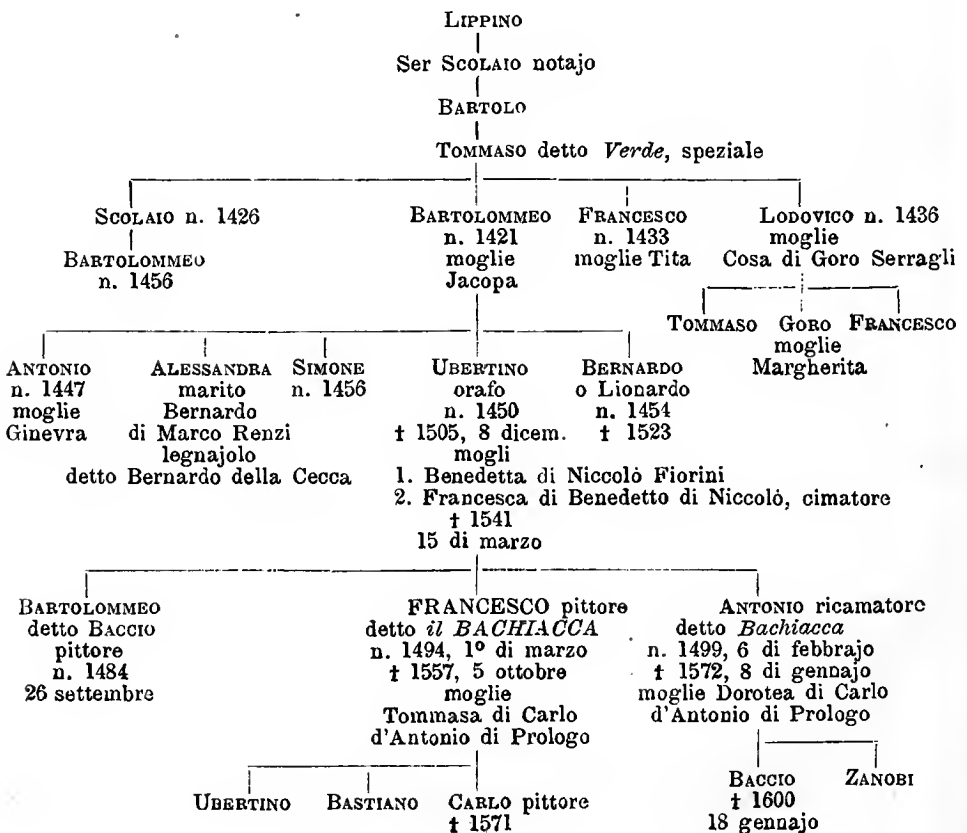 LIPPINO
Ser SCOLAIO notajo
BARTOLO
TOMMASO detto Verde, speziale
SCOLAIO n. 1426
BARTOLOMMEO
n. 1456
BARTOLOMMEO
n. 1421
moglie
Jacopa
FRANCESCO
n. 1433
moglie Tita
LODOVICO n. 1436
moglie
Cosa di Goro Serragli
TOMMASO
GORO
moglie
Margherita
FRANCESCO
ANTONIO
n. 1447
moglie
Ginevra
ALESSANDRA
marito
Bernardo
di Marco Renzi
legnajolo
detto Bernardo della Cecca
SIMONE
n. 1456
UBERTINO
orafo
n. 1450
† 1505, 8 dicem.
mogli
1. Benedetta di Niccolò Fiorini
2. Francesca di Benedetto di Niccolò, cimatore
† 1541
15 di marzo
BERNARDO
o Lionardo
n. 1454
† 1523
BARTOLOMMEO
detto BACCIO
pittore
n. 1484
26 settembre
FRANCESCO pittore
detto il BACHIACCA
n. 1494, 1º di marzo
† 1557, 5 ottobre
moglie
Tommasa di Carlo
d'Antonio di Prologo
ANTONIO ricamatore
detto Bachiacca
n. 1499, 6 di febbrajo
† 1572, 8 di gennajo
moglie Dorotea di Carlo
d'Antonio di Prologo
UBERTINO
BASTIANO
CARLO pittore
† 1571
BACCIO
† 1600
18 gennajo
ZANOBI